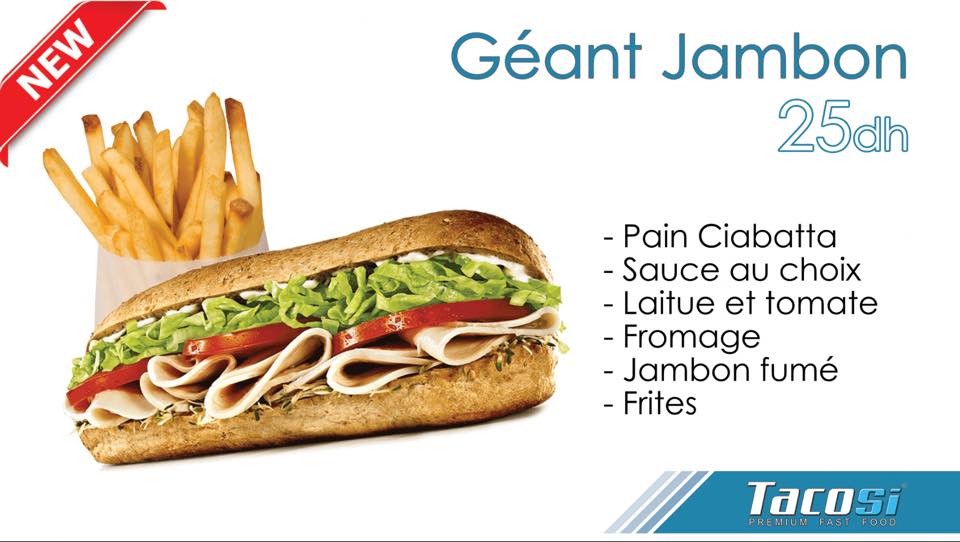 NEW
Géant Jambon
25dh
- Pain Ciabatta
- Sauce au choix
- Laitue et tomate
- Fromage
- Jambon fumé
- Frites
Tacosi
PREMIUM FAST FOOD